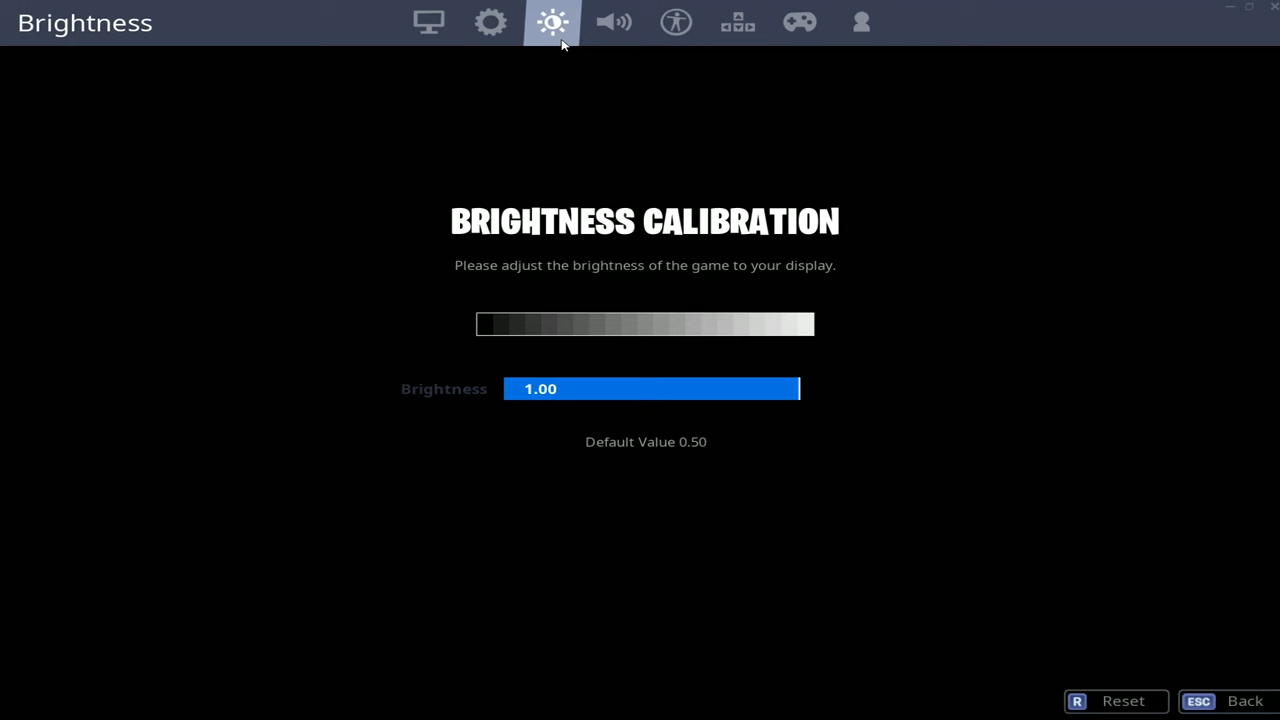 Brightness
BRIGHTNESS CALIBRATION
Please adjust the brightness of the game to your display.
Brightness 1.00
Default Value 0.50
R Reset ESC Back